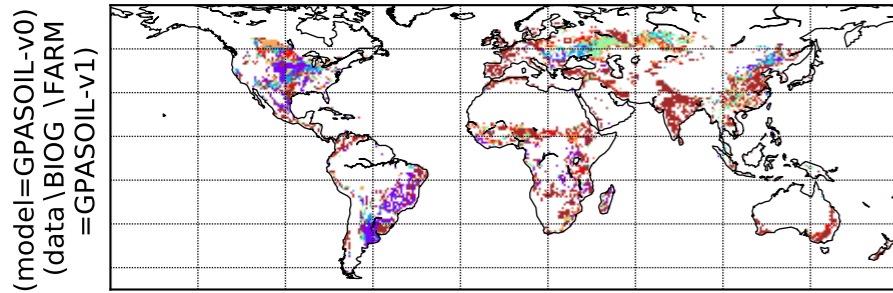 (model=GPASOIL-v0)
(data \BIOG \FARM
=GPASOIL-v1)